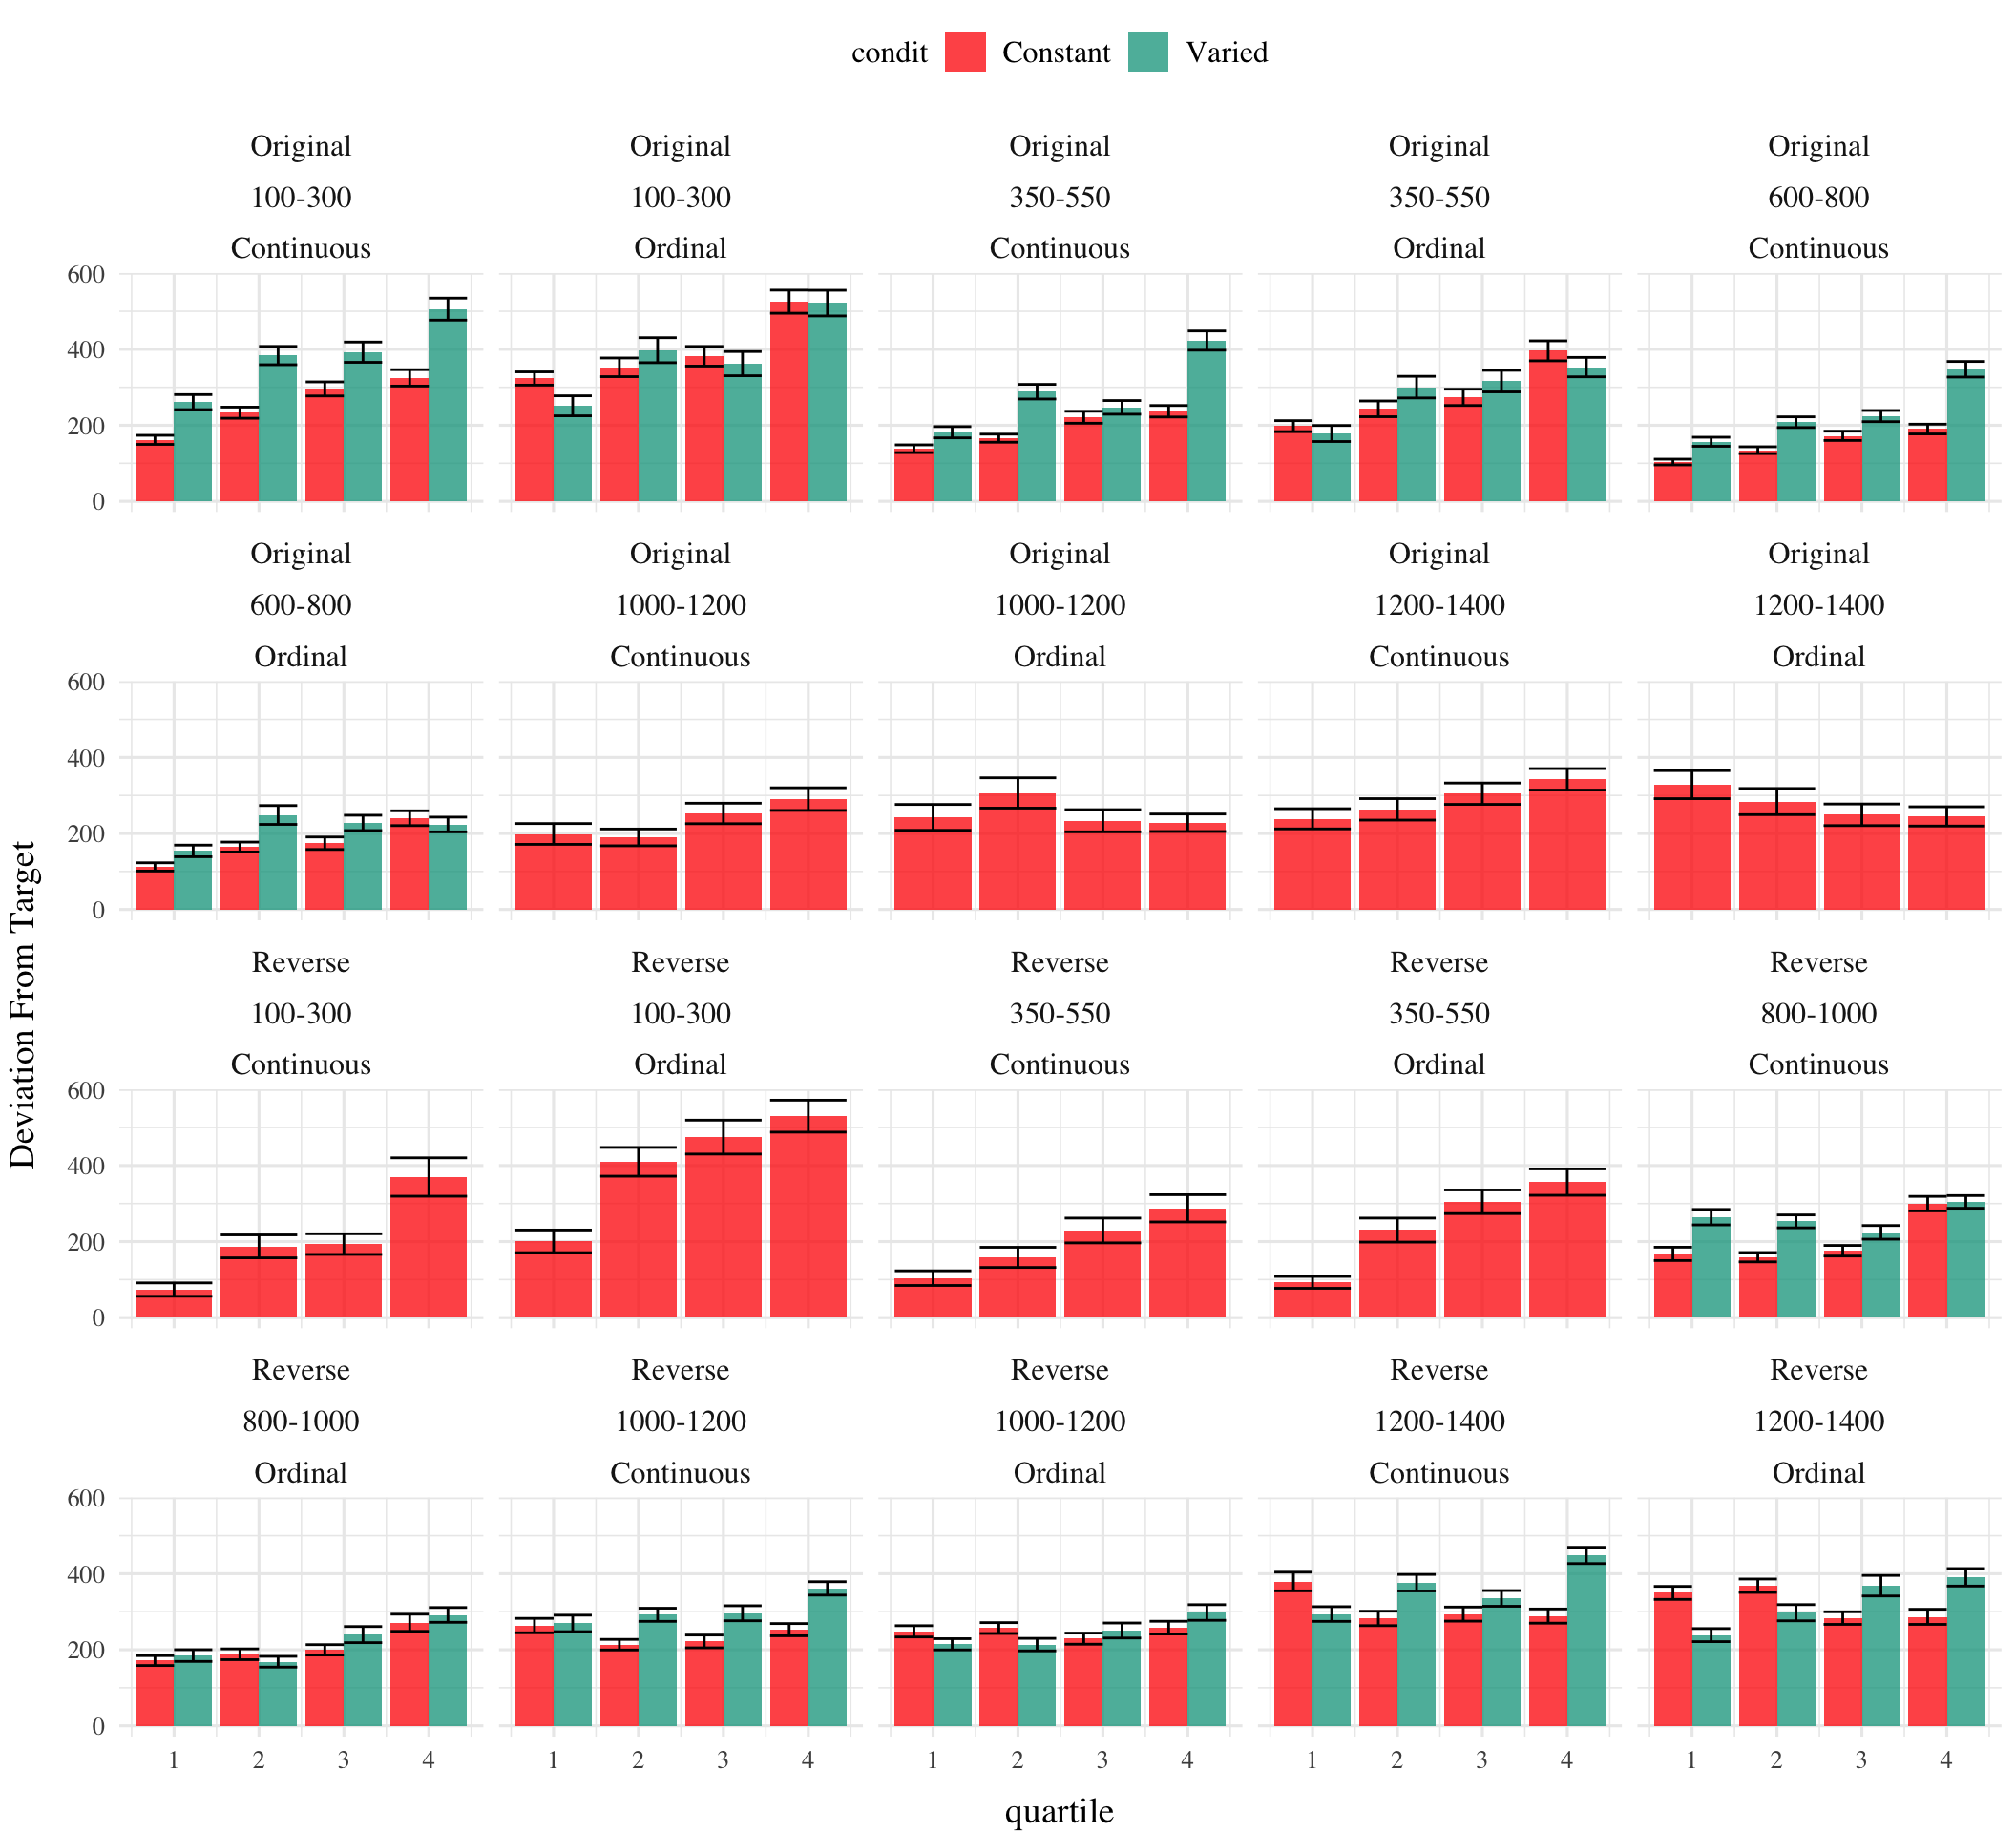 condit Constant Varied
Original Original Original Original Original
100-300 100-300 350-550 350-550 600-800
Continuous Ordinal Continuous Ordinal Continuous
600
400
200
0
Original Original Original Original Original
600-800 1000-1200 1000-1200 1200-1400 1200-1400
Ordinal Continuous Ordinal Continuous Ordinal
600
400
200
0
Deviation From Target
Reverse Reverse Reverse Reverse Reverse
100-300 100-300 350-550 350-550 800-1000
Continuous Ordinal Continuous Ordinal Continuous
600
400
200
0
Reverse Reverse Reverse Reverse Reverse
800-1000 1000-1200 1000-1200 1200-1400 1200-1400
Ordinal Continuous Ordinal Continuous Ordinal
600
400
200
0
1 2 3 4 1 2 3 4 1 2 3 4 1 2 3 4 1 2 3 4
quartile